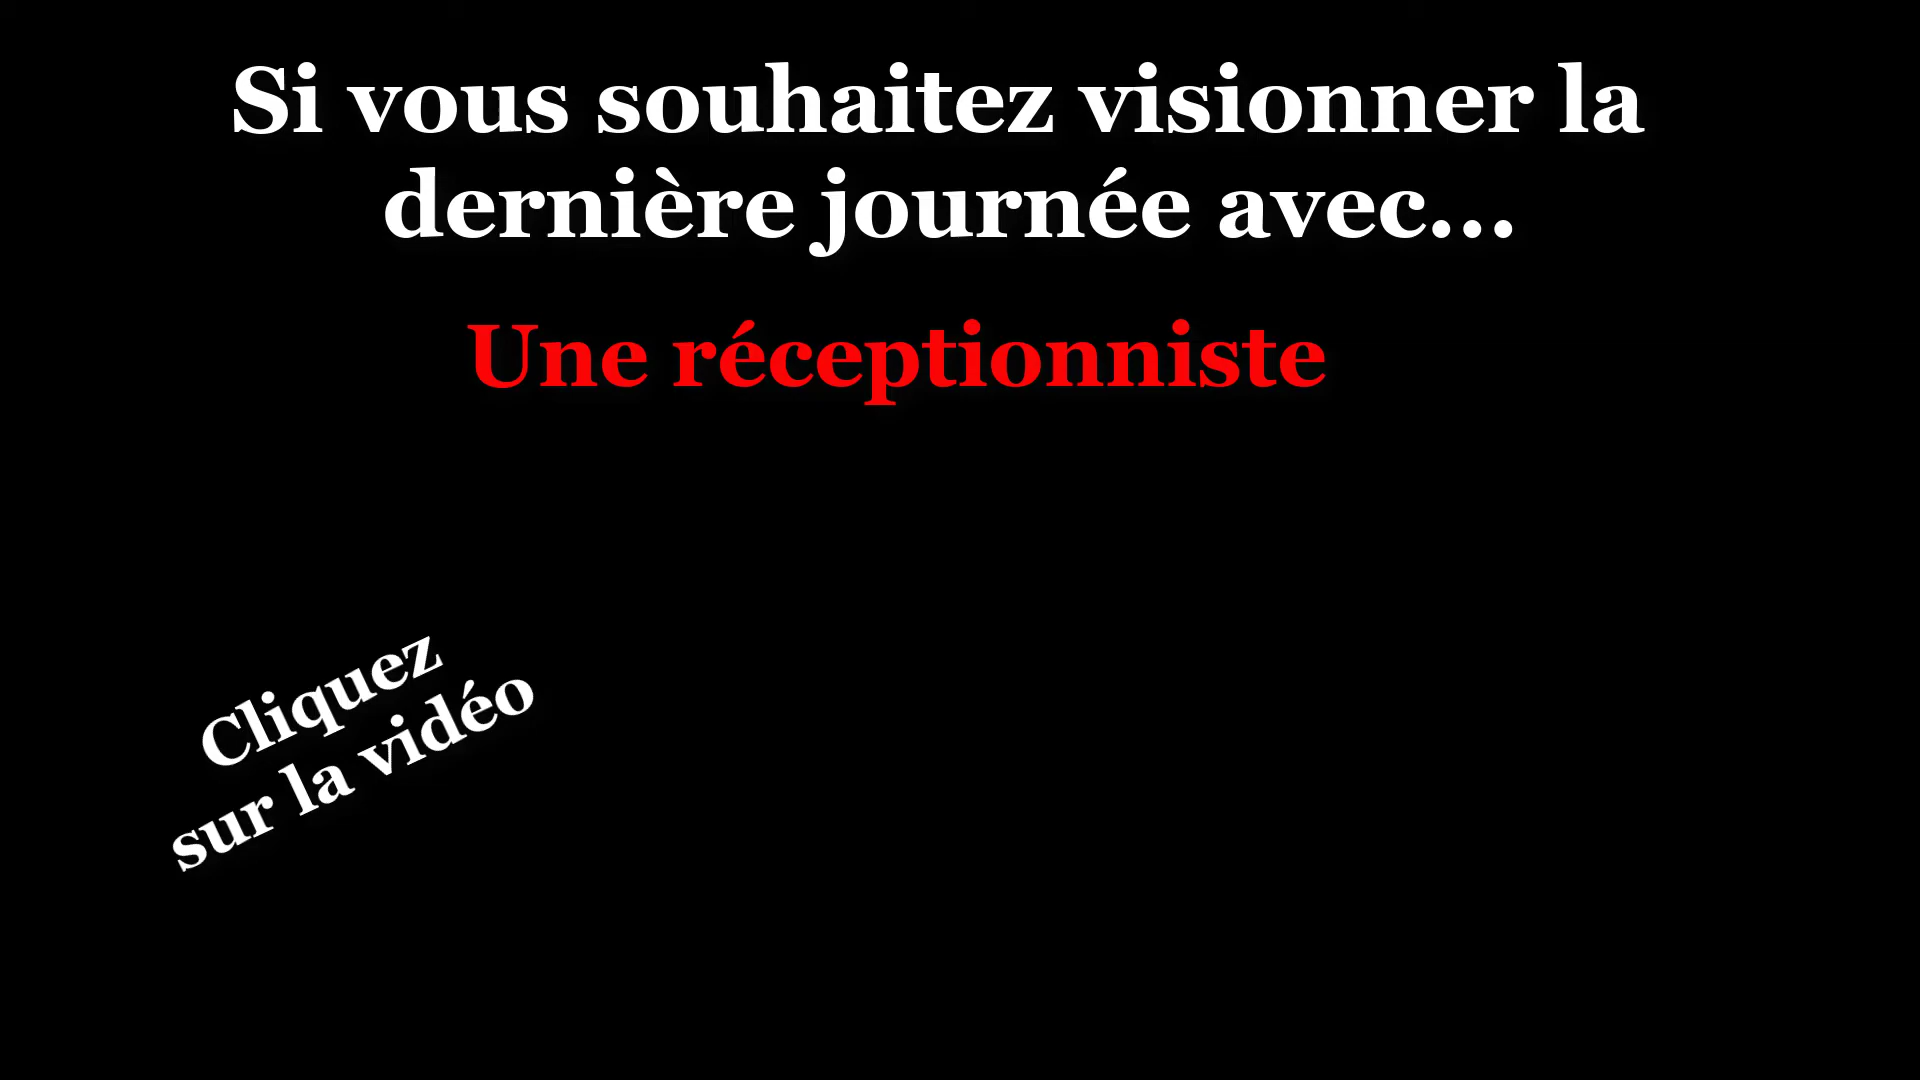 Si vous souhaitez visionner la
dernière journée avec...
Une réceptionniste
Cliquez
sur la vidéo